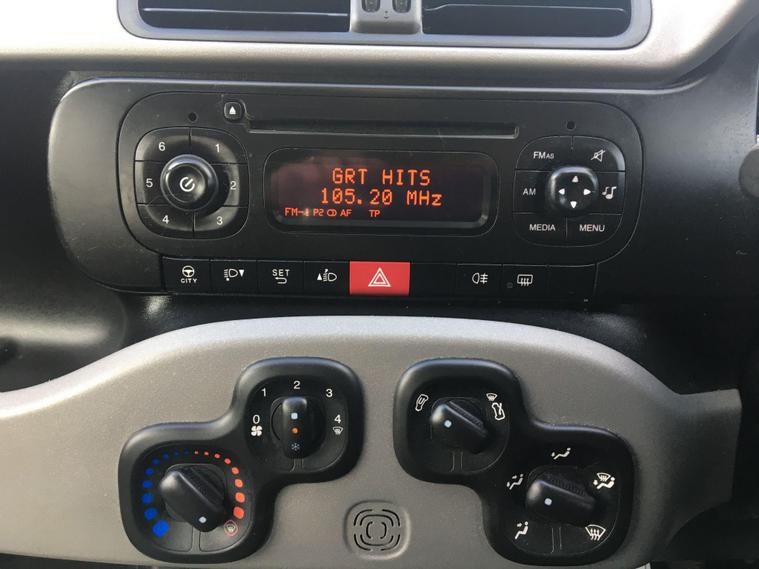 6 1
5 2
4 3
GRT HITS
105.20 MHz
FM-1 P2 AF TP
FMAS
AM
MEDIA MENU
CITY
SET
0 1 2 3 4